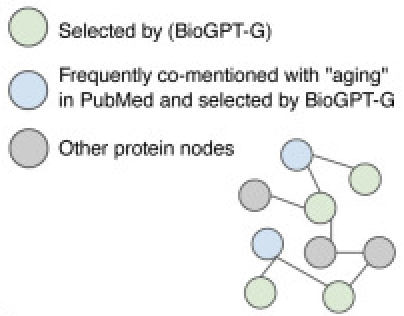 Selected by (BioGPT-G)
Frequently co-mentioned with "aging"
in PubMed and selected by BioGPT-G
Other protein nodes